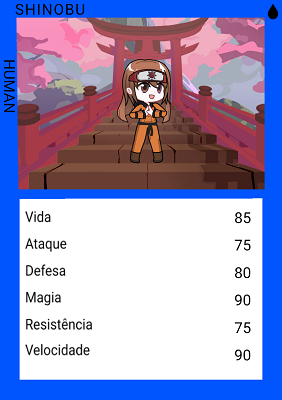 SHINOBU
HUMAN
Vida 85
Ataque 75
Defesa 80
Magia 90
Resistência 75
Velocidade 90